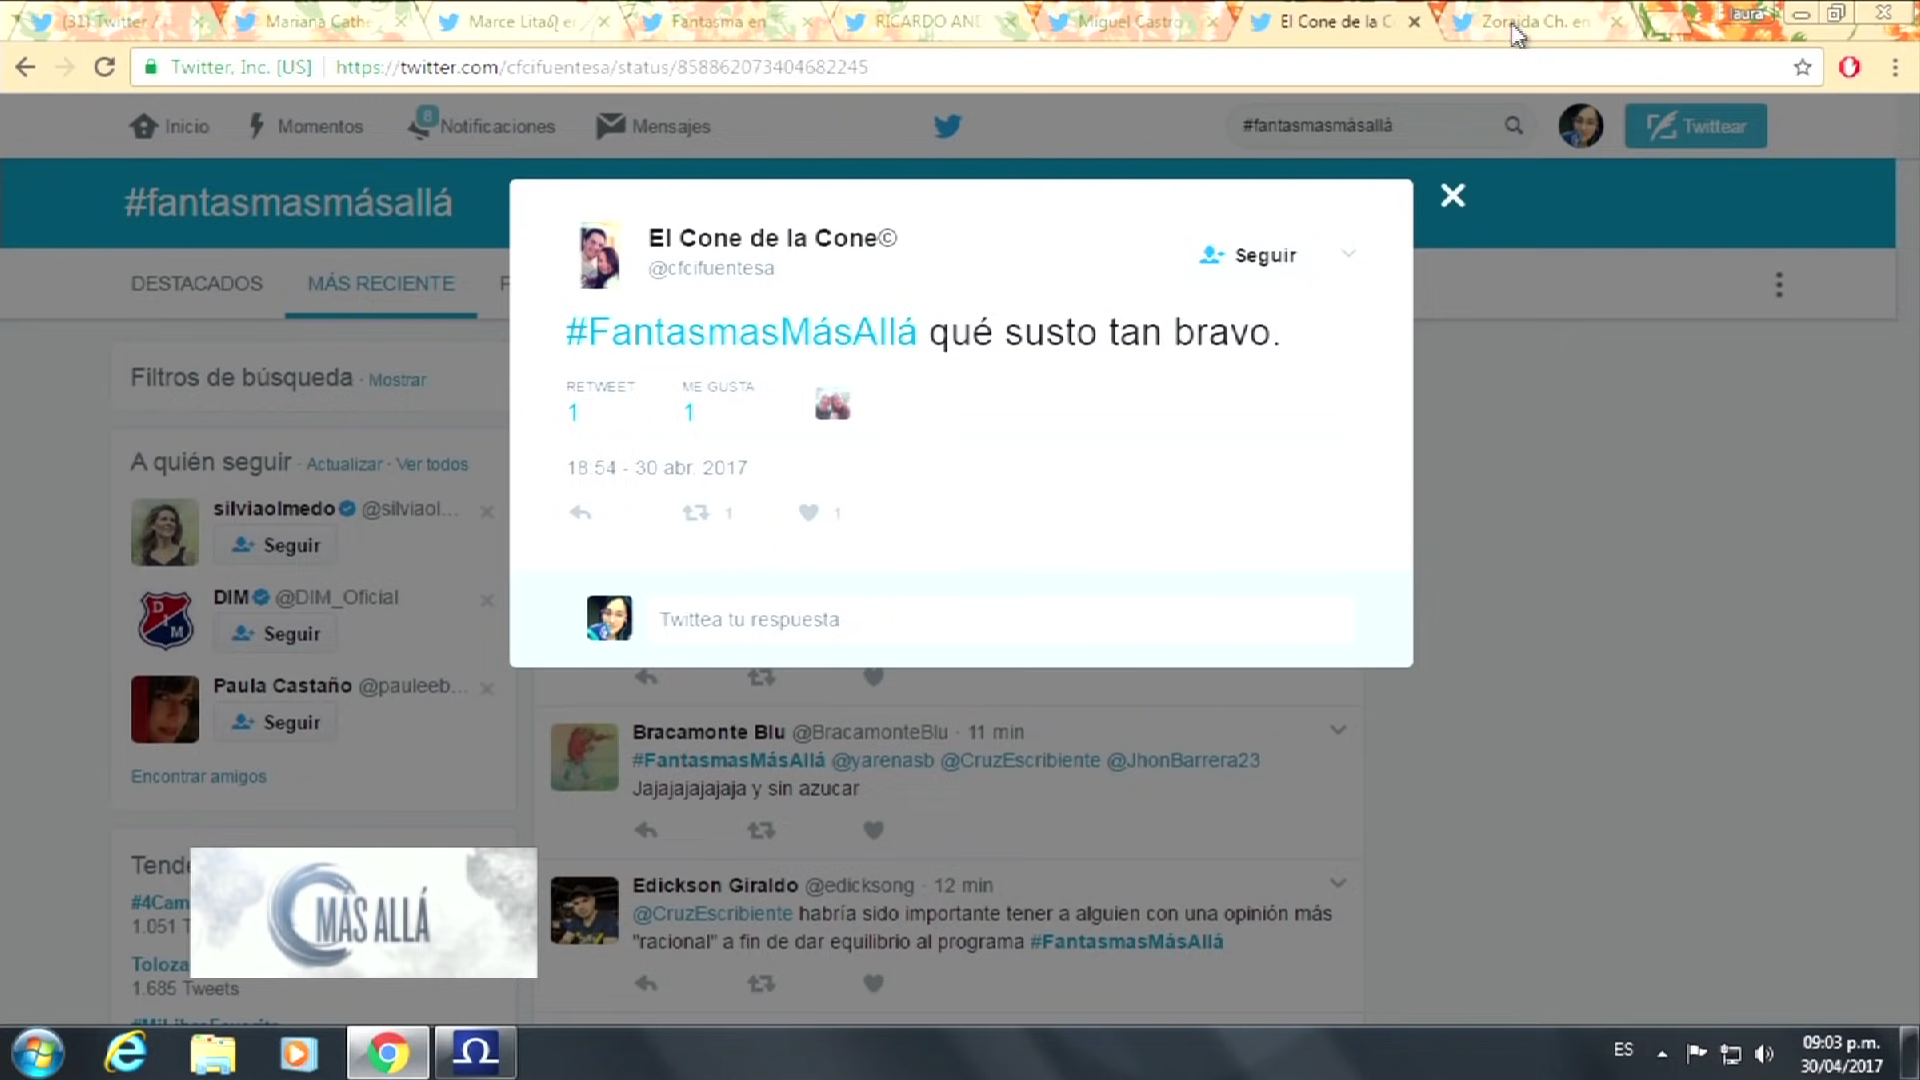 (31) Twitter /
Mariana Cathe
Marce Lita
Fantasma en
RICARDO AND
Miguel Castro
El Cone de la C
Zoraida Ch. en
laura
Twitter, Inc. [US]
https://twitter.com/cfcifuentesa/status/858862073404682245
Inicio
Momentos
8
Notificaciones
Mensajes
#fantasmasmásallá
Twittear
#fantasmasmásallá
DESTACADOS
MÁS RECIENTE
El Cone de la Cone©
@cfcifuentesa
Seguir
#FantasmasMásAllá qué susto tan bravo.
RETWEET
1
ME GUSTA
1
18:54 - 30 abr. 2017
1
1
Twittea tu respuesta
Filtros de búsqueda · Mostrar
A quién seguir · Actualizar · Ver todos
silviaolmedo @silviaol...
Seguir
DIM @DIM_Oficial
Seguir
Paula Castaño @pauleeb...
Seguir
Encontrar amigos
Tende
#4Cam
1.051 T
Toloza
1.685 Tweets
MÁS ALLÁ
Bracamonte Blu @BracamonteBlu · 11 min
#FantasmasMásAllá @yarenasb @CruzEscribiente @JhonBarrera23
Jajajajajajaja y sin azucar
Edickson Giraldo @edicksong · 12 min
@CruzEscribiente habría sido importante tener a alguien con una opinión más
"racional" a fin de dar equilibrio al programa #FantasmasMásAllá
ES
09:03 p.m.
30/04/2017